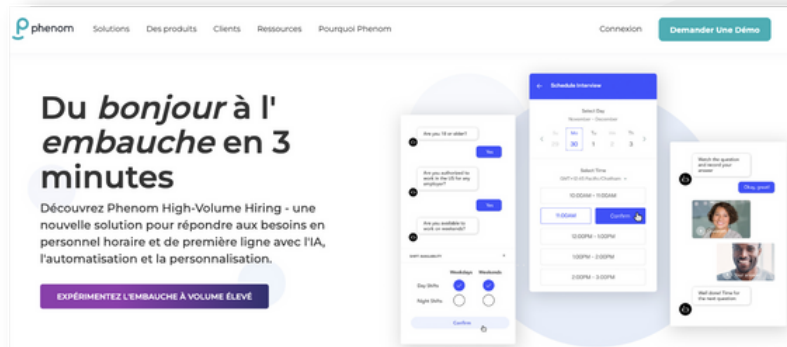 phenom
Solutions
Des produits
Clients
Ressources
Pourquoi Phenom
Connexion
Demander Une Démo
Du bonjour à l'
embauche en 3
minutes
Découvrez Phenom High-Volume Hiring - une
nouvelle solution pour répondre aux besoins en
personnel horaire et de première ligne avec l'IA,
l'automatisation et la personnalisation.
EXPÉRIMENTEZ L'EMBAUCHE À VOLUME ÉLEVÉ
Are you 18 or older?
Yes
Are you authorized to
work in the US for any
employer?
Yes
Are you available to
work on weekends?
Weekdays Weekends
Day Shifts
Night Shifts
Confirm
Schedule Interview
Select Day
November - December
30 1 2 3
Select Time
10:00AM - 11:00AM
11:00AM
Confirm
12:00PM - 1:00PM
1:00PM - 2:00PM
2:00PM - 3:00PM
Watch the question
and record your
answer
Okay, great!
Well done! Time for
the next question